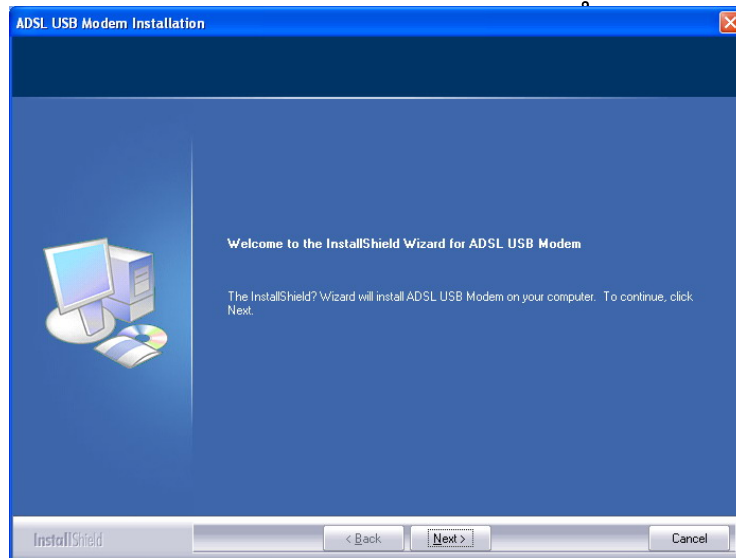 ADSL USB Modem Installation
Welcome to the InstallShield Wizard for ADSL USB Modem
The InstallShield? Wizard will install ADSL USB Modem on your computer. To continue, click
Next.
InstallShield
< Back
Next >
Cancel